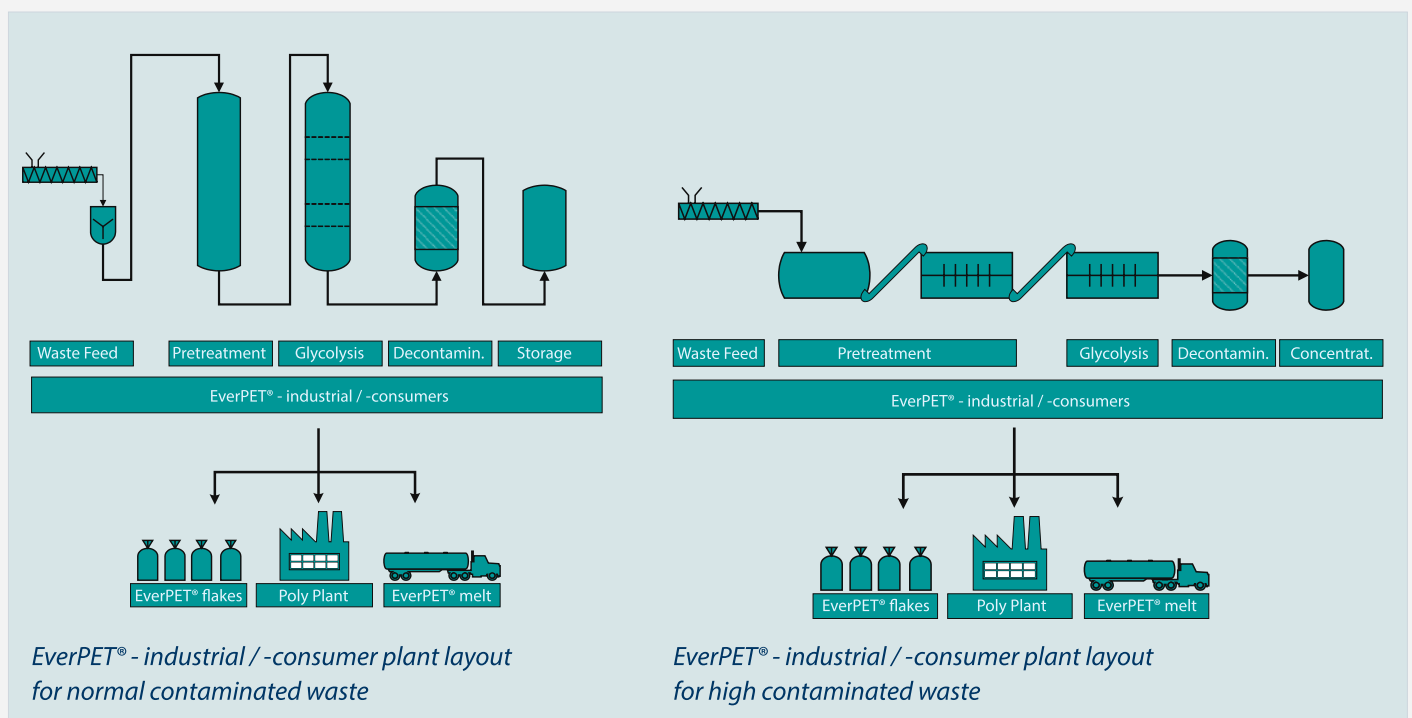 Waste Feed
Pretreatment
Glycolysis
Decontamin.
Storage
EverPET® - industrial / -consumers
EverPET® flakes
Poly Plant
EverPET® melt
EverPET® - industrial / -consumer plant layout
for normal contaminated waste
Waste Feed
Pretreatment
Glycolysis
Decontamin.
Concentrat.
EverPET® - industrial / -consumers
EverPET® flakes
Poly Plant
EverPET® melt
EverPET® - industrial / -consumer plant layout
for high contaminated waste